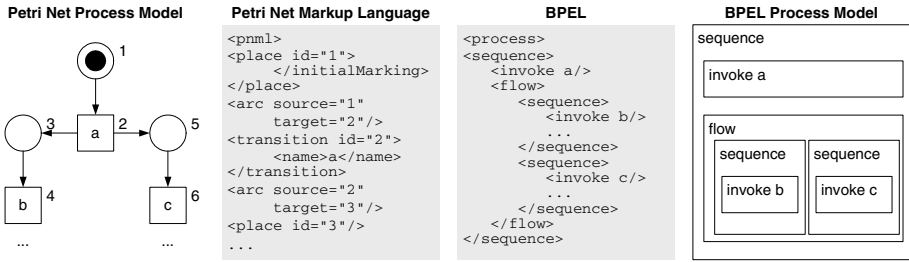 Petri Net Process Model
1
3
a
2
5
4
b
c
6
...
...
Petri Net Markup Language
<pnml>
<place id="1">
</initialMarking>
</place>
<arc source="1"
target="2"/>
<transition id="2">
<name>a</name>
</transition>
<arc source="2"
target="3"/>
<place id="3"/>
...
BPEL
<process>
<sequence>
<invoke a/>
<flow>
<sequence>
<invoke b/>
...
</sequence>
<sequence>
<invoke c/>
...
</sequence>
</flow>
</sequence>
BPEL Process Model
sequence
invoke a
flow
sequence
invoke b
sequence
invoke c